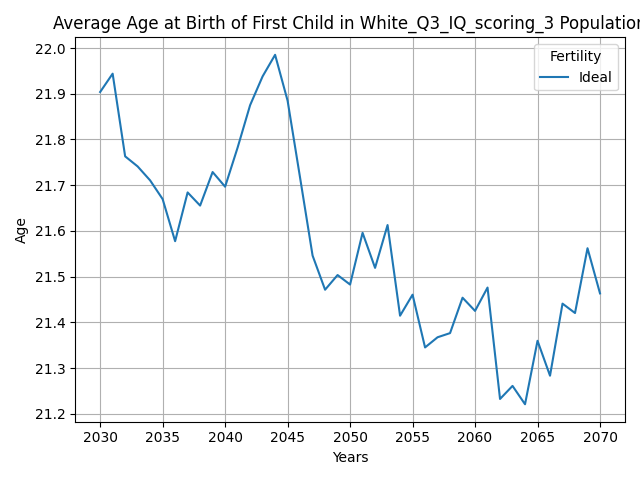 Average Age at Birth of First Child in White_Q3_IQ_scoring_3 Population
Fertility
Ideal
22.0
21.9
21.8
21.7
21.6
21.5
21.4
21.3
21.2
Age
2030 2035 2040 2045 2050 2055 2060 2065 2070
Years